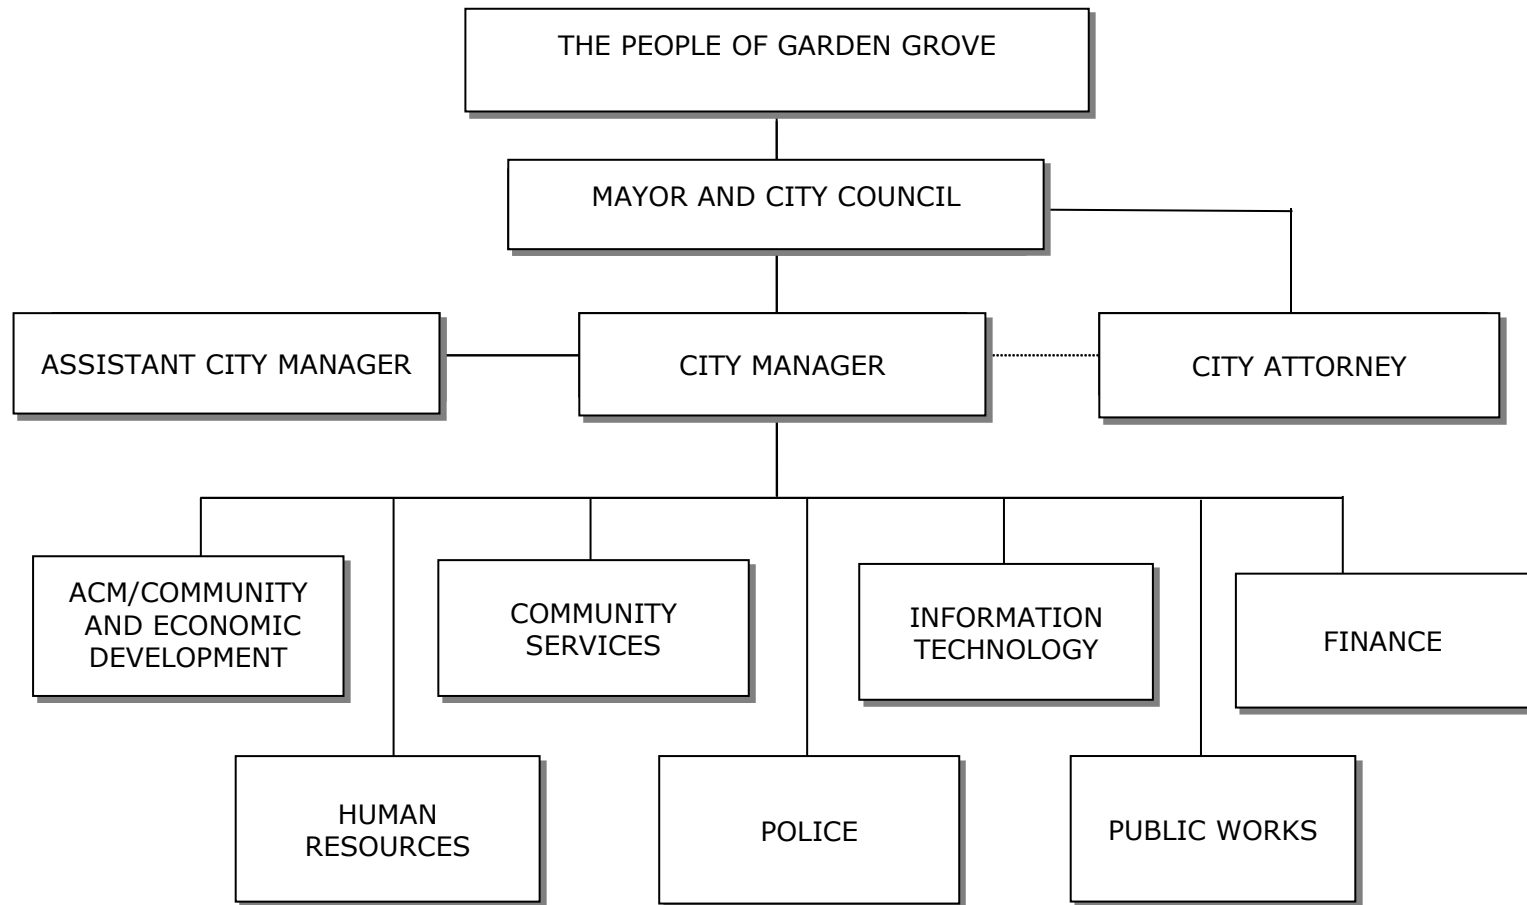 THE PEOPLE OF GARDEN GROVE
MAYOR AND CITY COUNCIL
ASSISTANT CITY MANAGER
CITY MANAGER
CITY ATTORNEY
ACM/COMMUNITY
AND ECONOMIC
DEVELOPMENT
COMMUNITY
SERVICES
INFORMATION
TECHNOLOGY
FINANCE
HUMAN
RESOURCES
POLICE
PUBLIC WORKS